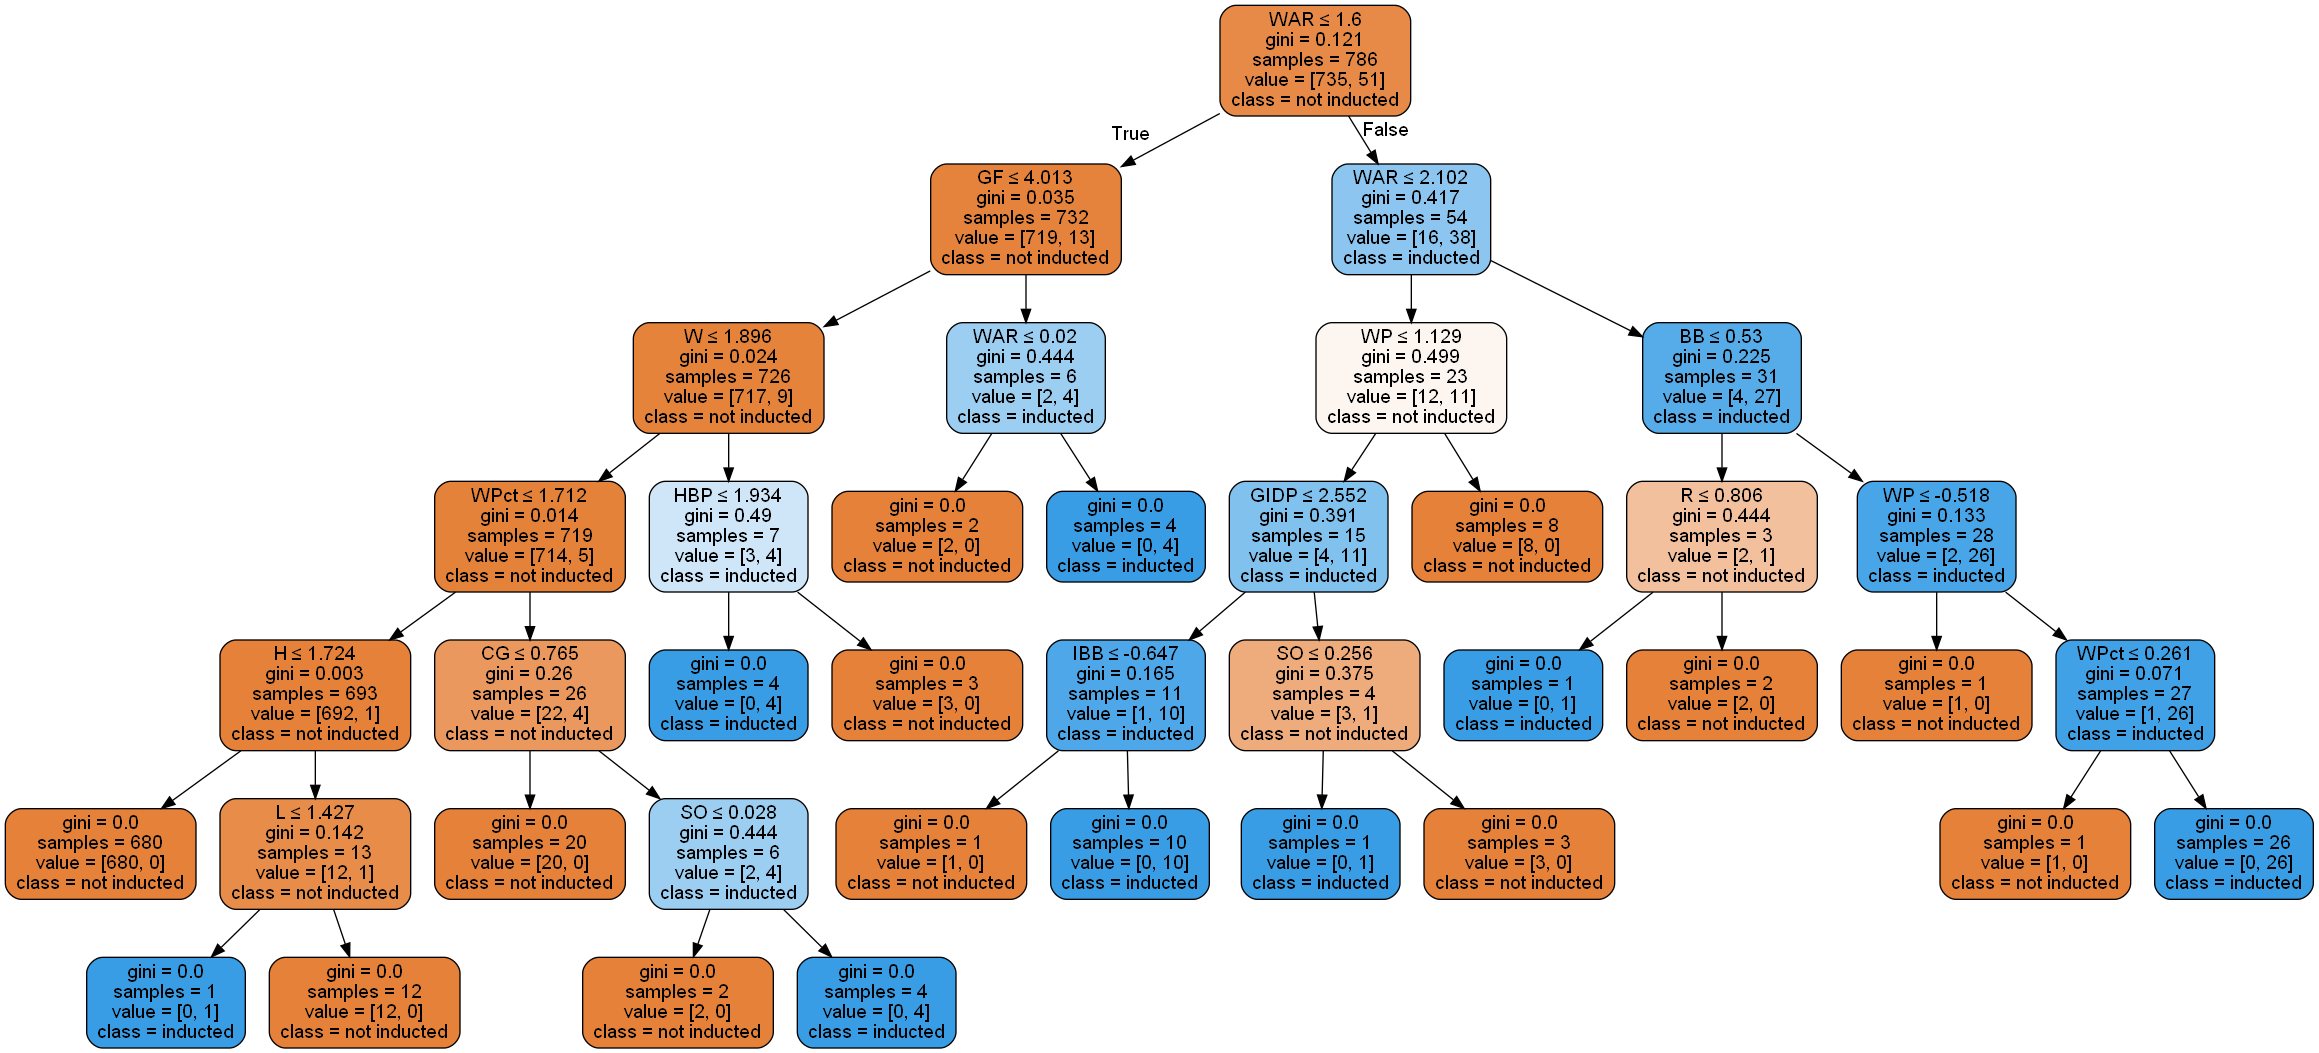 WAR ≤ 1.6
gini = 0.121
samples = 786
value = [735, 51]
class = not inducted
True
False
GF ≤ 4.013
gini = 0.035
samples = 732
value = [719, 13]
class = not inducted
WAR ≤ 2.102
gini = 0.417
samples = 54
value = [16, 38]
class = inducted
W ≤ 1.896
gini = 0.024
samples = 726
value = [717, 9]
class = not inducted
WAR ≤ 0.02
gini = 0.444
samples = 6
value = [2, 4]
class = inducted
WP ≤ 1.129
gini = 0.499
samples = 23
value = [12, 11]
class = not inducted
BB ≤ 0.53
gini = 0.225
samples = 31
value = [4, 27]
class = inducted
WPct ≤ 1.712
gini = 0.014
samples = 719
value = [714, 5]
class = not inducted
HBP ≤ 1.934
gini = 0.49
samples = 7
value = [3, 4]
class = inducted
gini = 0.0
samples = 2
value = [2, 0]
class = not inducted
gini = 0.0
samples = 4
value = [0, 4]
class = inducted
GIDP ≤ 2.552
gini = 0.391
samples = 15
value = [4, 11]
class = inducted
gini = 0.0
samples = 8
value = [8, 0]
class = not inducted
R ≤ 0.806
gini = 0.444
samples = 3
value = [2, 1]
class = not inducted
WP ≤ -0.518
gini = 0.133
samples = 28
value = [2, 26]
class = inducted
H ≤ 1.724
gini = 0.003
samples = 693
value = [692, 1]
class = not inducted
CG ≤ 0.765
gini = 0.26
samples = 26
value = [22, 4]
class = not inducted
gini = 0.0
samples = 4
value = [0, 4]
class = inducted
gini = 0.0
samples = 3
value = [3, 0]
class = not inducted
IBB ≤ -0.647
gini = 0.165
samples = 11
value = [1, 10]
class = inducted
SO ≤ 0.256
gini = 0.375
samples = 4
value = [3, 1]
class = not inducted
gini = 0.0
samples = 1
value = [0, 1]
class = inducted
gini = 0.0
samples = 2
value = [2, 0]
class = not inducted
gini = 0.0
samples = 1
value = [1, 0]
class = not inducted
WPct ≤ 0.261
gini = 0.071
samples = 27
value = [1, 26]
class = inducted
gini = 0.0
samples = 680
value = [680, 0]
class = not inducted
L ≤ 1.427
gini = 0.142
samples = 13
value = [12, 1]
class = not inducted
gini = 0.0
samples = 20
value = [20, 0]
class = not inducted
SO ≤ 0.028
gini = 0.444
samples = 6
value = [2, 4]
class = inducted
gini = 0.0
samples = 1
value = [1, 0]
class = not inducted
gini = 0.0
samples = 10
value = [0, 10]
class = inducted
gini = 0.0
samples = 1
value = [0, 1]
class = inducted
gini = 0.0
samples = 3
value = [3, 0]
class = not inducted
gini = 0.0
samples = 1
value = [1, 0]
class = not inducted
gini = 0.0
samples = 26
value = [0, 26]
class = inducted
gini = 0.0
samples = 1
value = [0, 1]
class = inducted
gini = 0.0
samples = 12
value = [12, 0]
class = not inducted
gini = 0.0
samples = 2
value = [2, 0]
class = not inducted
gini = 0.0
samples = 4
value = [0, 4]
class = inducted